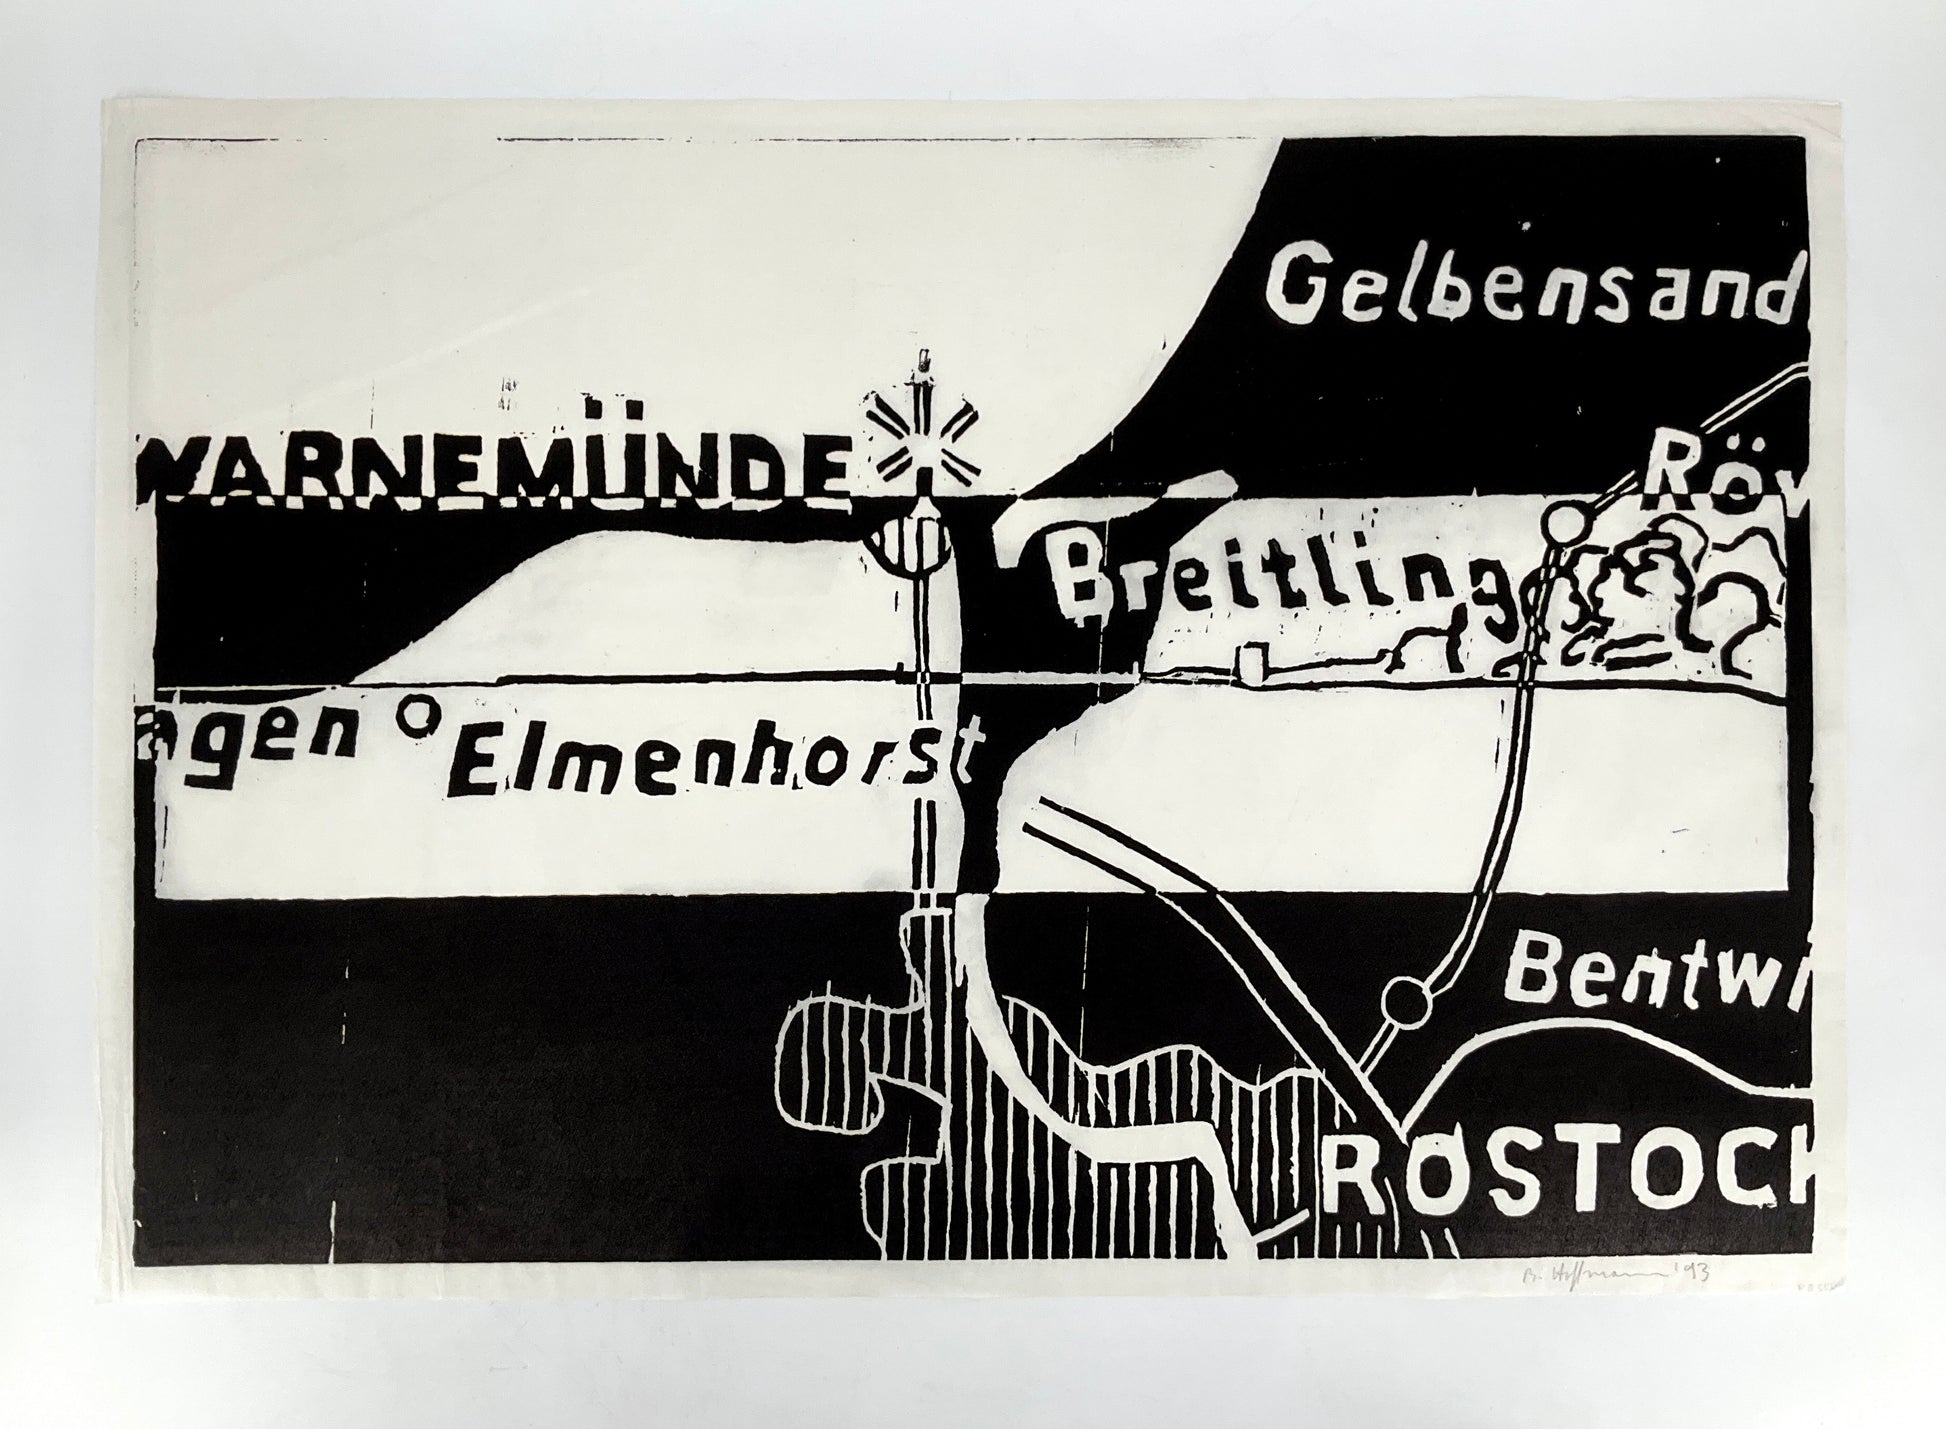 Gelbensand
WARNEMÜNDE
Röv
Breitling
agen
Elmenhorst
Bentwi
ROSTOCK
B. Hoffmann '93